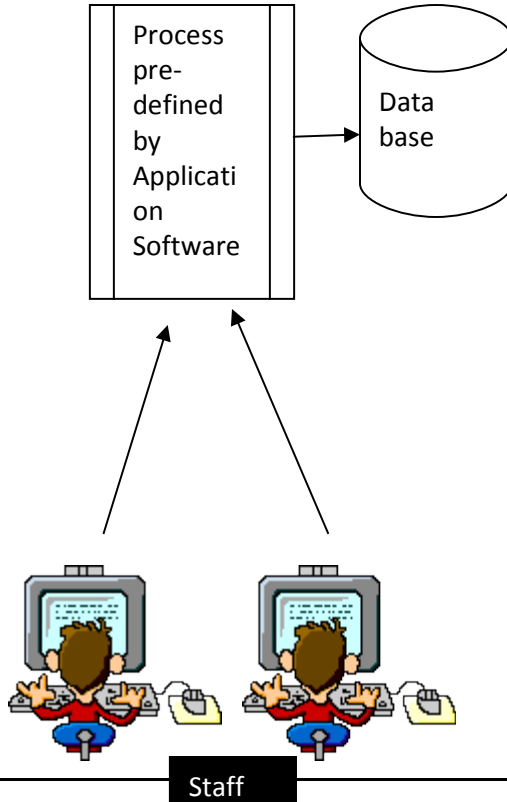 Process
pre-
defined
by
Applicati
on
Software
Data
base
Staff